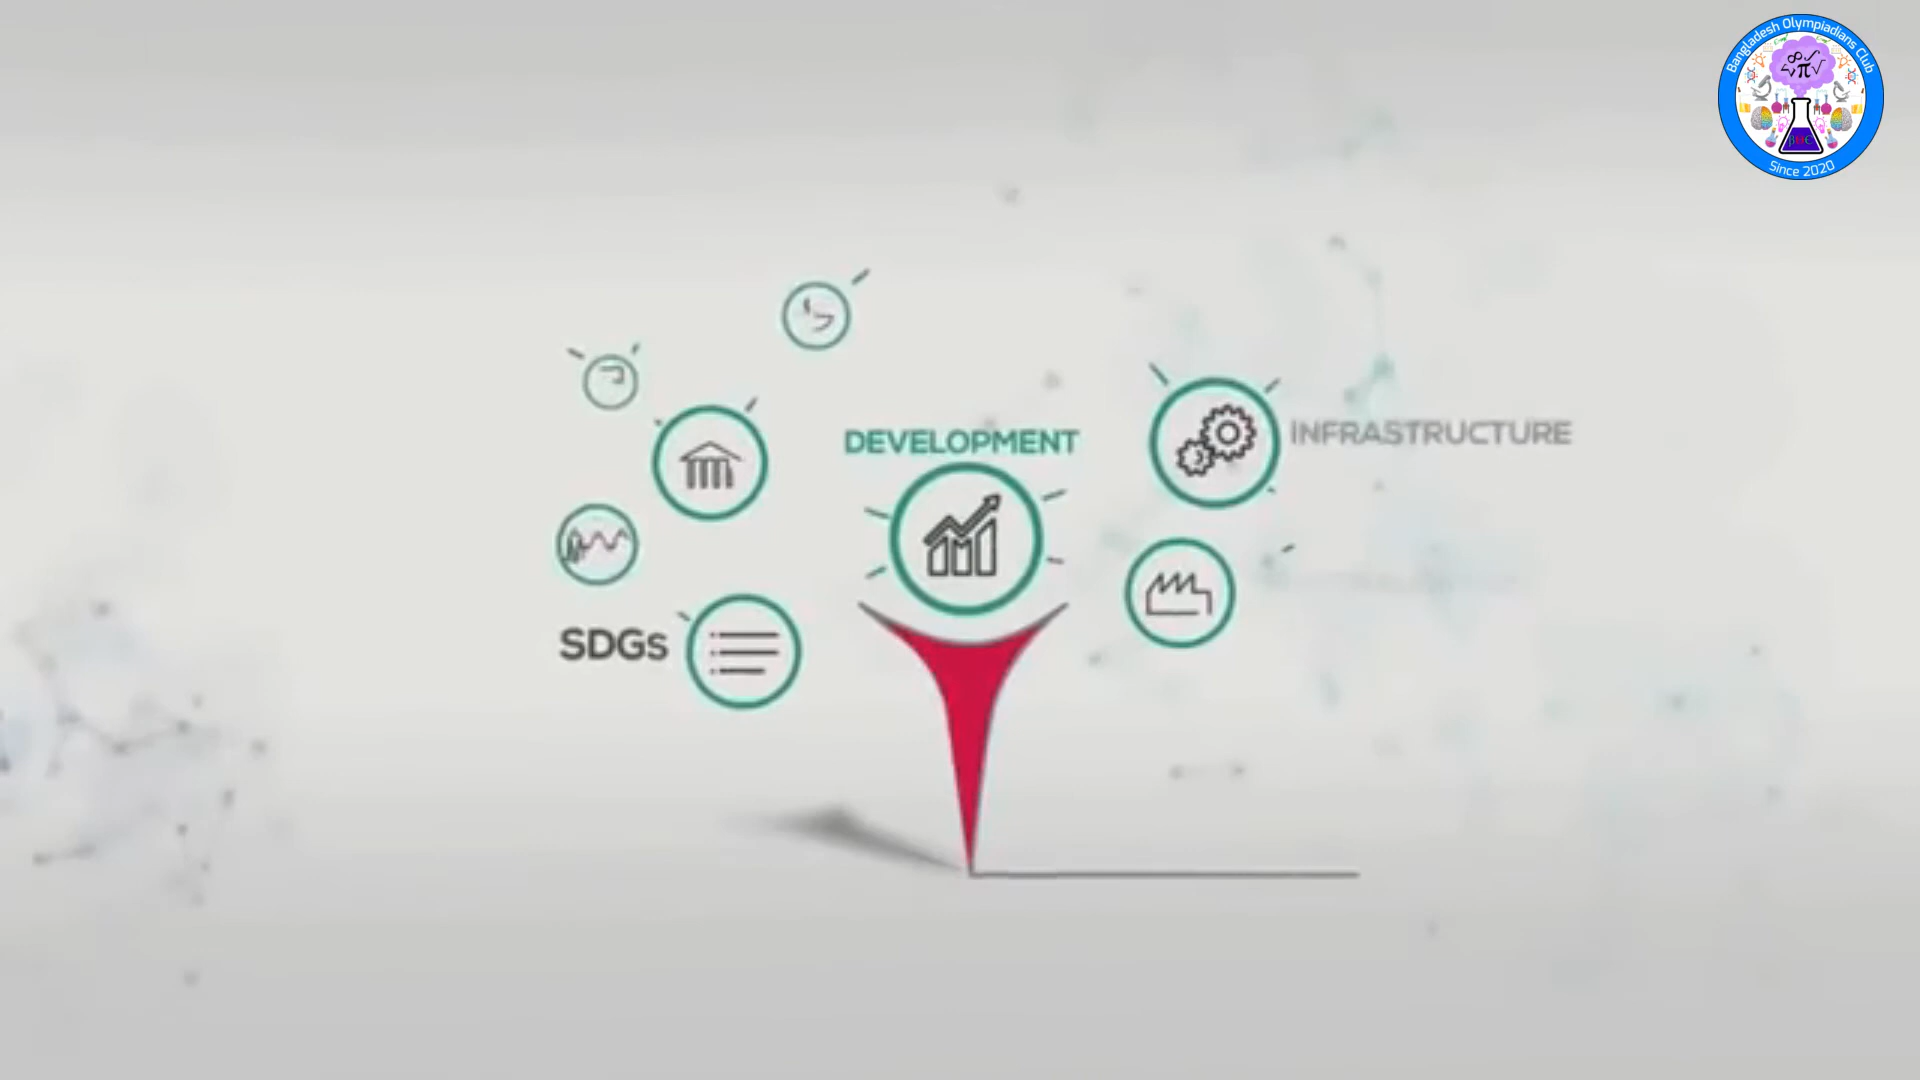 Bangladesh Olympiadians Club
Since 2020
DEVELOPMENT
INFRASTRUCTURE
SDGs